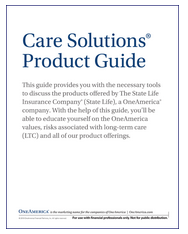 Care Solutions®
Product Guide
This guide provides you with the necessary tools
to discuss the products offered by The State Life
Insurance Company® (State Life), a OneAmerica®
company. With the help of this guide, you'll be
able to educate yourself on the OneAmerica
values, risks associated with long-term care
(LTC) and all of our product offerings.
ONEAMERICA® is the marketing name for the companies of OneAmerica | OneAmerica.com
For use with financial professionals only. Not for public distribution.